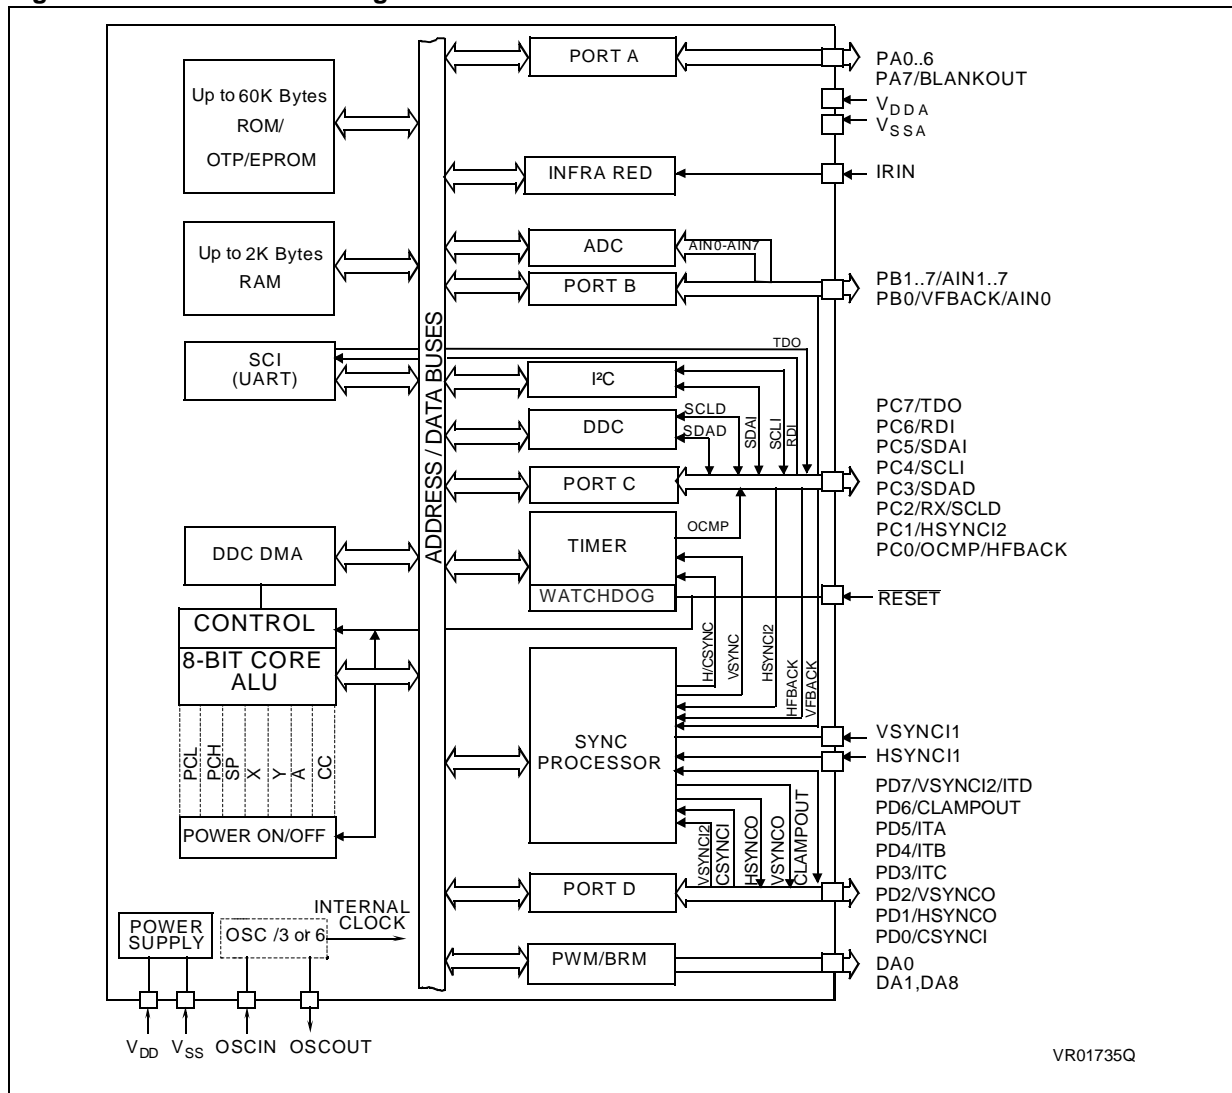 PORT A
PA0..6
PA7/BLANKOUT
VDDA
VSSA
Up to 60K Bytes
ROM/
OTP/EPROM
INFRA RED
IRIN
Up to 2K Bytes
RAM
ADC
AIN0-AIN7
PORT B
PB1..7/AIN1..7
PB0/VFBACK/AIN0
ADDRESS / DATA BUSES
SCI
(UART)
TDO
I²C
DDC
SCLD
SDAD
SDAI
SCLI
RDI
PORT C
PC7/TDO
PC6/RDI
PC5/SDAI
PC4/SCLI
PC3/SDAD
PC2/RX/SCLD
PC1/HSYNCI2
PC0/OCMP/HFBACK
DDC DMA
TIMER
OCMP
WATCHDOG
RESET
CONTROL
8-BIT CORE
ALU
H/CSYNC
VSYNC
HSYNCI2
HFBACK
VFBACK
PCL
PCH
SP
X
Y
A
CC
POWER ON/OFF
SYNC
PROCESSOR
VSYNCI1
HSYNCI1
VSYNCI2
CSYNCI
HSYNCO
VSYNCO
CLAMPOUT
PORT D
PD7/VSYNCI2/ITD
PD6/CLAMPOUT
PD5/ITA
PD4/ITB
PD3/ITC
PD2/VSYNCO
PD1/HSYNCO
PD0/CSYNCI
POWER
SUPPLY
OSC /3 or 6
INTERNAL
CLOCK
PWM/BRM
DA0
DA1,DA8
VDD
VSS
OSCIN
OSCOUT
VR01735Q